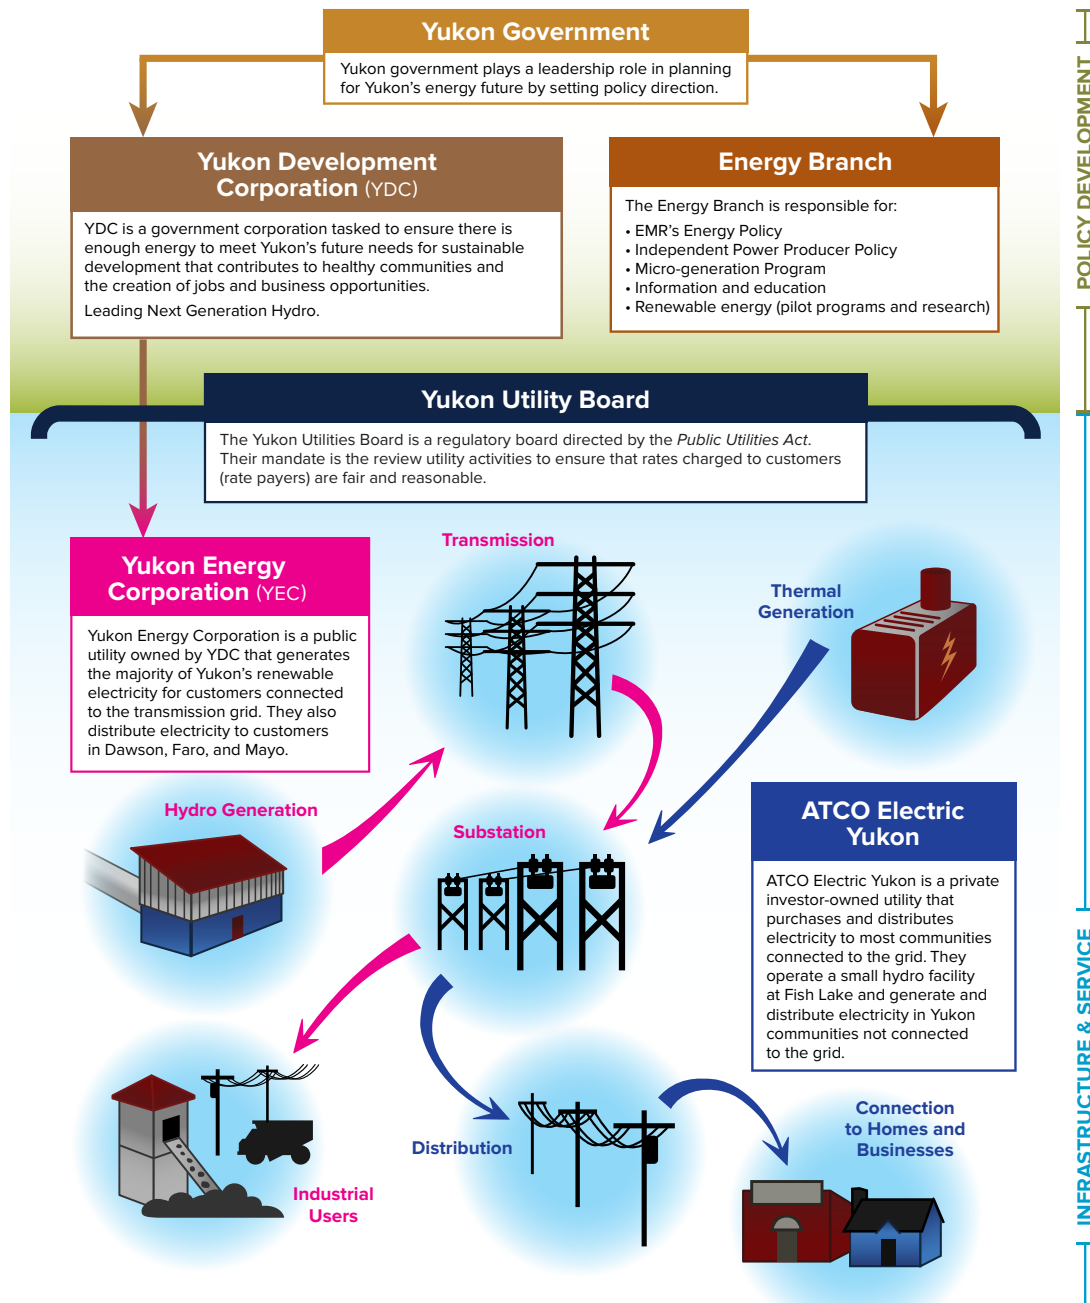 Yukon Government
Yukon government plays a leadership role in planning
for Yukon's energy future by setting policy direction.
Yukon Development
Corporation (YDC)
YDC is a government corporation tasked to ensure there is
enough energy to meet Yukon's future needs for sustainable
development that contributes to healthy communities and
the creation of jobs and business opportunities.
Leading Next Generation Hydro.
Energy Branch
The Energy Branch is responsible for:
• EMR's Energy Policy
• Independent Power Producer Policy
• Micro-generation Program
• Information and education
• Renewable energy (pilot programs and research)
POLICY DEVELOPMENT
Yukon Utility Board
The Yukon Utilities Board is a regulatory board directed by the Public Utilities Act.
Their mandate is the review utility activities to ensure that rates charged to customers
(rate payers) are fair and reasonable.
Yukon Energy
Corporation (YEC)
Yukon Energy Corporation is a public
utility owned by YDC that generates
the majority of Yukon's renewable
electricity for customers connected
to the transmission grid. They also
distribute electricity to customers
in Dawson, Faro, and Mayo.
Transmission
Thermal
Generation
Hydro Generation
Substation
ATCO Electric
Yukon
ATCO Electric Yukon is a private
investor-owned utility that
purchases and distributes
electricity to most communities
connected to the grid. They
operate a small hydro facility
at Fish Lake and generate and
distribute electricity in Yukon
communities not connected
to the grid.
Industrial
Users
Distribution
Connection
to Homes and
Businesses
INFRASTRUCTURE & SERVICE